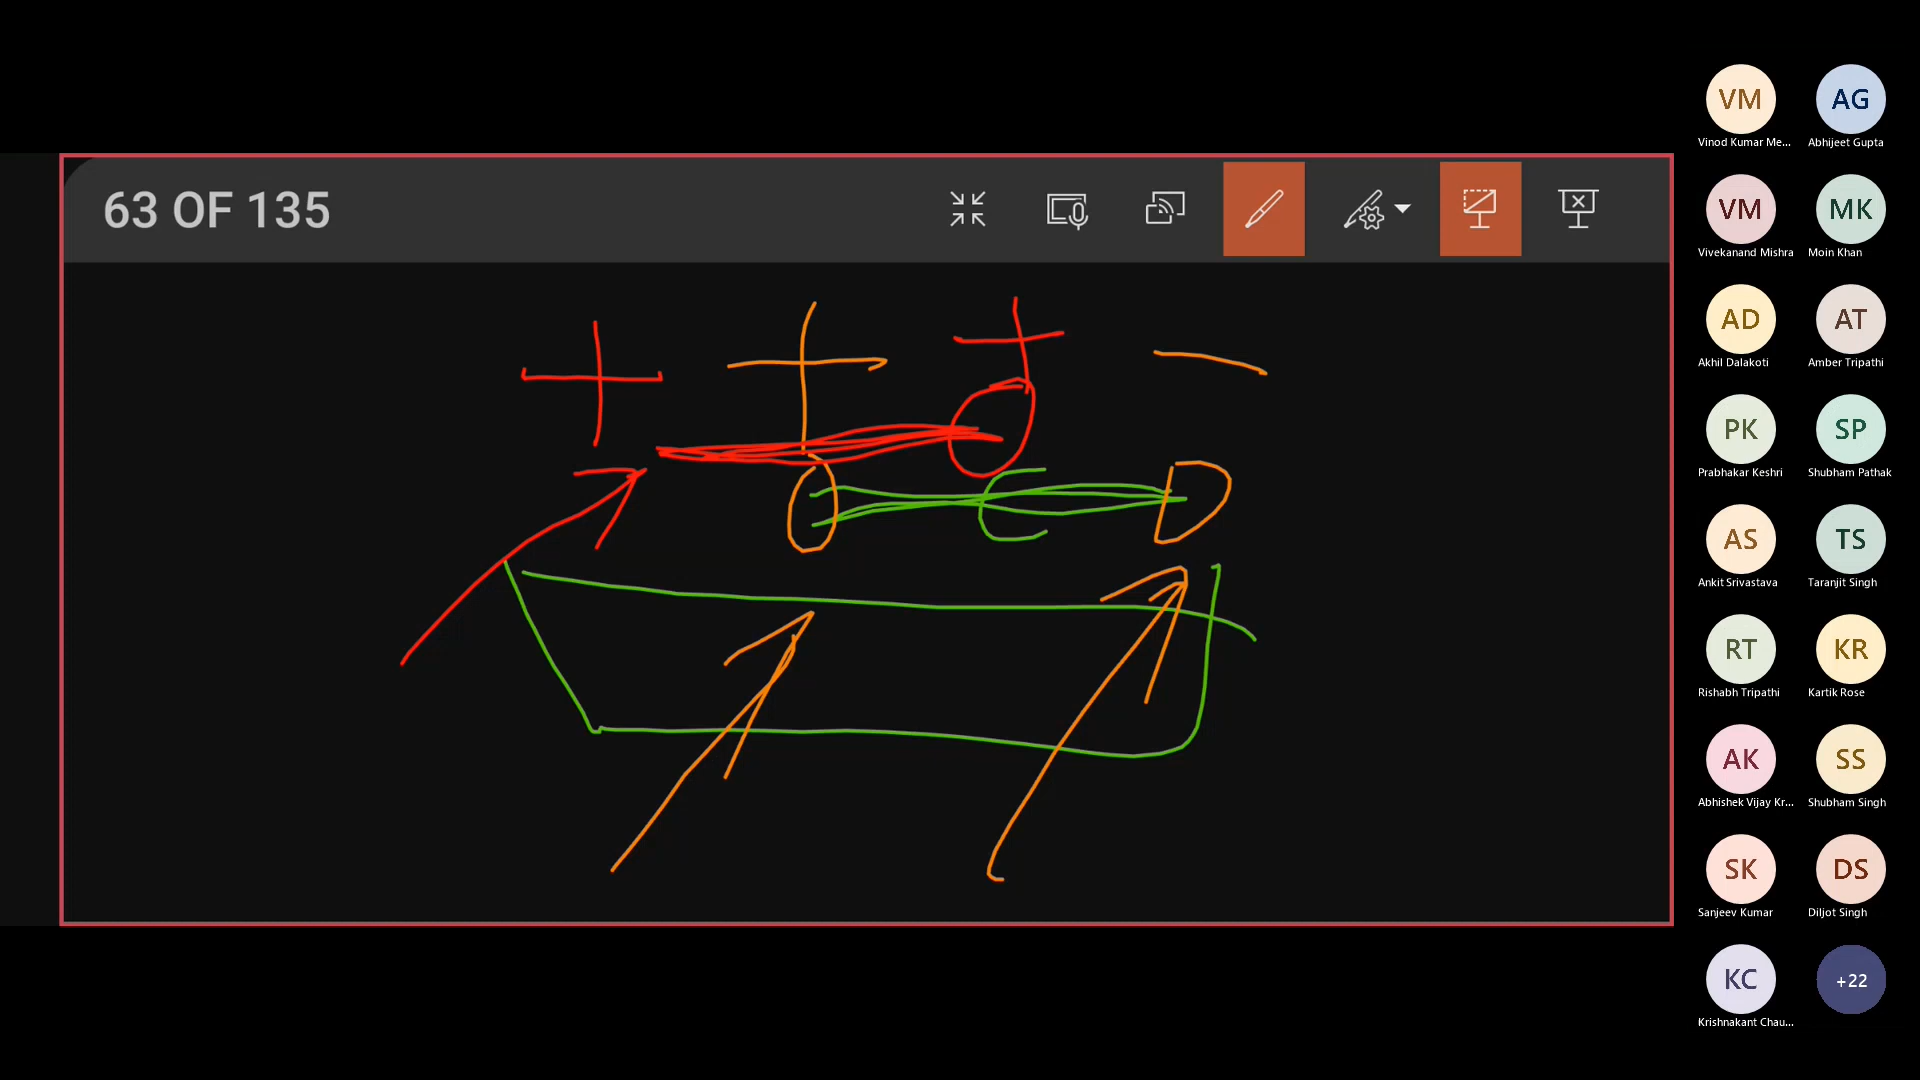 63 OF 135
+ + + −
O C D
VM AG
Vinod Kumar Me... Abhijeet Gupta
VM MK
Vivekanand Mishra Moin Khan
AD AT
Akhil Dalakoti Amber Tripathi
PK SP
Prabhakar Keshri Shubham Pathak
AS TS
Ankit Srivastava Taranjit Singh
RT KR
Rishabh Tripathi Kartik Rose
AK SS
Abhishek Vijay Kr... Shubham Singh
SK DS
Sanjeev Kumar Diljot Singh
KC +22
Krishnakant Chau...